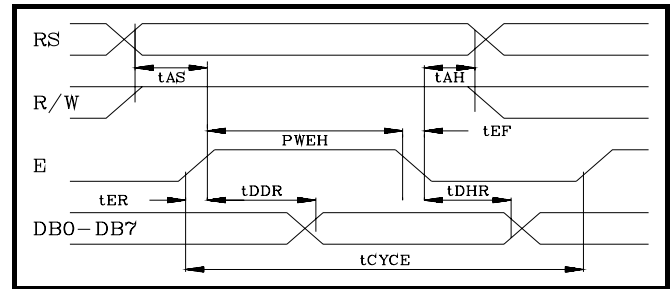 RS
tAS
tAH
R/W
tEF
PWEH
E
tER
tDDR
tDHR
DB0-DB7
tCYCE